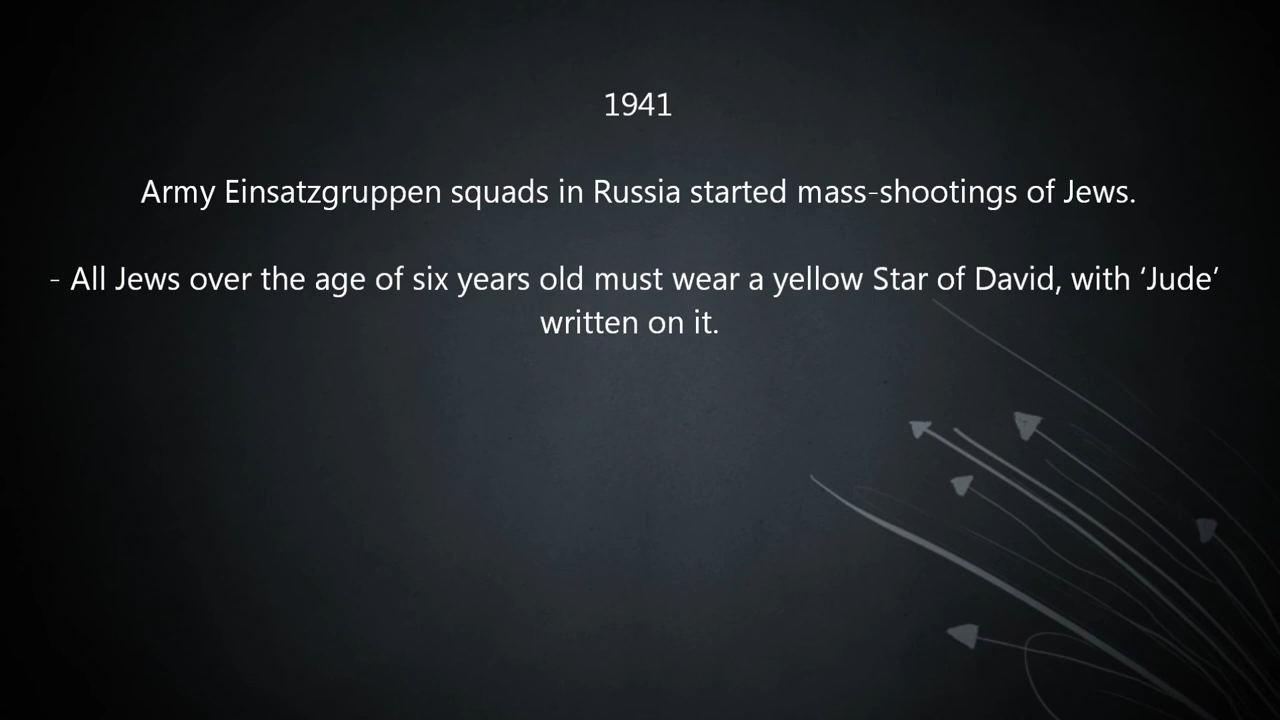 1941
Army Einsatzgruppen squads in Russia started mass-shootings of Jews.
- All Jews over the age of six years old must wear a yellow Star of David, with ‘Jude’
written on it.